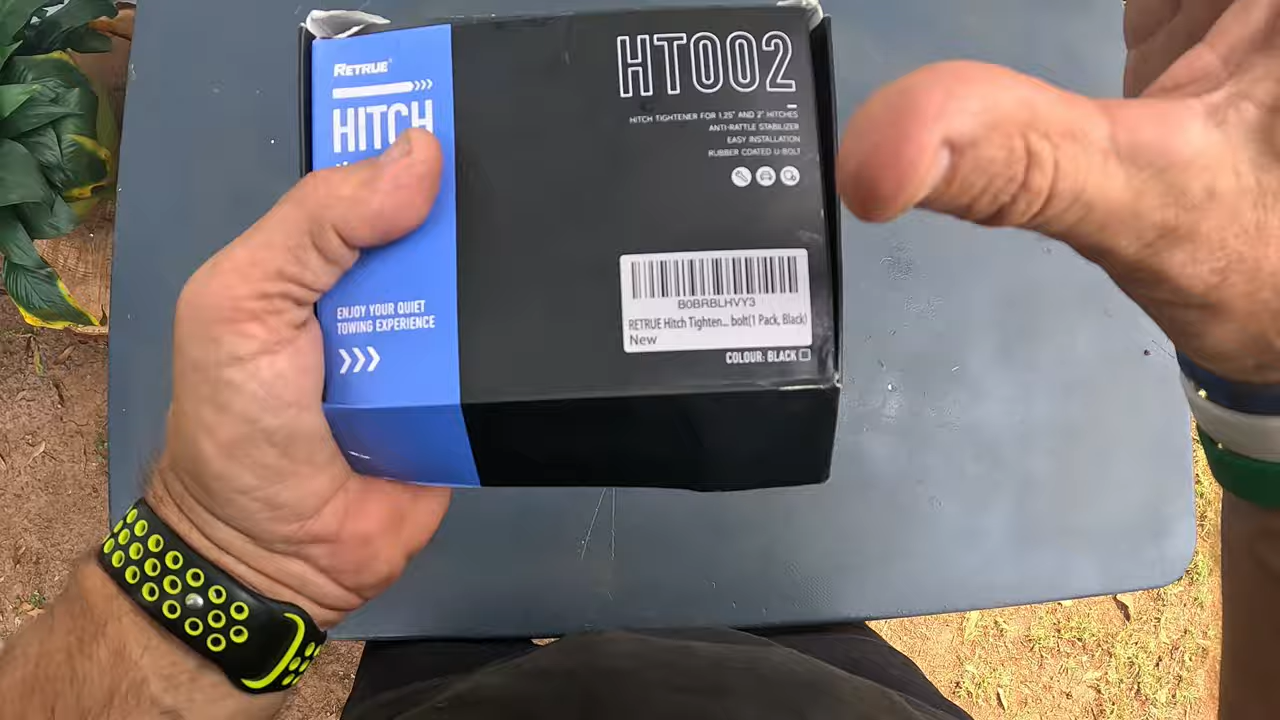 RETRUE
HITCH
ENJOY YOUR QUIET
TOWING EXPERIENCE
HT002
HITCH TIGHTENER FOR 1.25" AND 2" HITCHES
ANTI-RATTLE STABILIZER
EASY INSTALLATION
RUBBER COATED U-BOLT
B0BRBLHVY3
RETRUE Hitch Tighten... bolt(1 Pack, Black)
New
COLOUR: BLACK